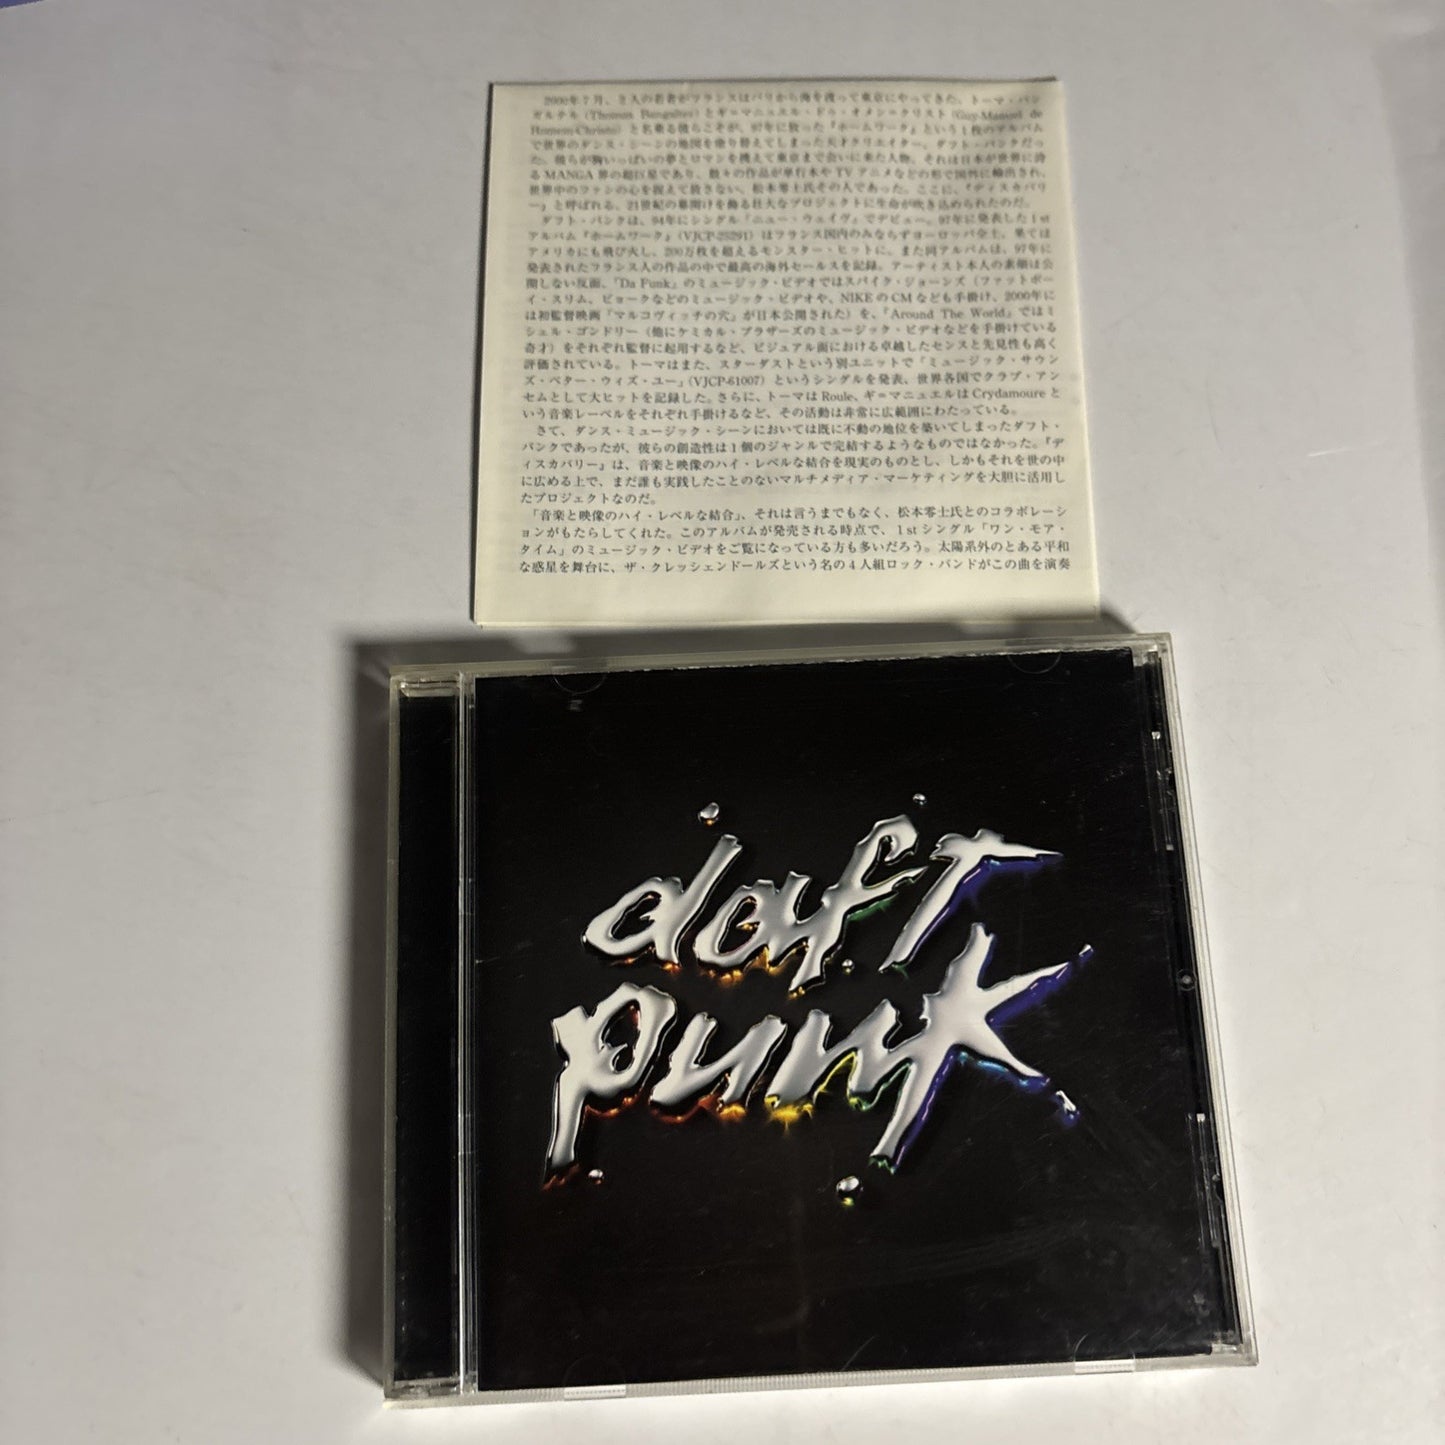 2000年7月、2人の若者がフランスはパリから海を渡って東京にやってきた。トーマ・バン
ガルテル (Thomas Bangalter) とギ＝マニュエル・ドゥ・オメン＝クリスト (Guy-Manuel de
Homem-Christo) と名乗る彼らこそが、97年に放った『ホームワーク』という1枚のアルバム
で世界のダンス・シーンの地図を塗り替えてしまった天才クリエイター、ダフト・パンクだっ
た。彼らが胸いっぱいの夢とロマンを携えて東京まで会いに来た人物、それは日本が世界に誇
るMANGA界の超巨星であり、数々の作品が単行本やTVアニメなどの形で国外に輸出され、
世界中のファンの心を捉えて放さない、松本零士氏その人であった。ここに、『ディスカバリ
ー』と呼ばれる、21世紀の幕開けを飾る壮大なプロジェクトに生命が吹き込められたのだ。
ダフト・パンクは、94年にシングル「ニュー・ウェイヴ」でデビュー。97年に発表した1st
アルバム『ホームワーク』(VJCP-25291) はフランス国内のみならずヨーロッパ全土、果ては
アメリカにも飛び火し、200万枚を超えるモンスター・ヒットに。また同アルバムは、97年に
発表されたフランス人の作品の中で最高の海外セールスを記録。アーティスト本人の素顔は公
開しない反面、「Da Funk」のミュージック・ビデオではスパイク・ジョーンズ（ファットボー
イ・スリム、ビョークなどのミュージック・ビデオや、NIKEのCMなども手掛け、2000年に
は初監督映画「マルコヴィッチの穴」が日本公開された）を、「Around The World」ではミ
シェル・ゴンドリー（他にケミカル・ブラザーズのミュージック・ビデオなどを手掛けている
奇才）をそれぞれ監督に起用するなど、ビジュアル面における卓越したセンスと先見性も高く
評価されている。トーマはまた、スターダストという別ユニットで「ミュージック・サウン
ズ・ベター・ウィズ・ユー」(VJCP-61007) というシングルを発表、世界各国でクラブ・アン
セムとして大ヒットを記録した。さらに、トーマはRoule、ギ＝マニュエルはCrydamoureと
いう音楽レーベルをそれぞれ手掛けるなど、その活動は非常に広範囲にわたっている。
さて、ダンス・ミュージック・シーンにおいては既に不動の地位を築いてしまったダフト・
パンクであったが、彼らの創造性は1個のジャンルで完結するようなものではなかった。『デ
ィスカバリー』は、音楽と映像のハイ・レベルな結合を現実のものとし、しかもそれを世の中
に広める上で、まだ誰も実践したことのないマルチメディア・マーケティングを大胆に活用し
たプロジェクトなのだ。
「音楽と映像のハイ・レベルな結合」、それは言うまでもなく、松本零士氏とのコラボレーシ
ョンがもたらしてくれた。このアルバムが発売される時点で、1stシングル「ワン・モア・
タイム」のミュージック・ビデオをご覧になっている方も多いだろう。太陽系外のとある平和
な惑星を舞台に、ザ・クレッシェンドールズという名の4人組ロック・バンドがこの曲を演奏
daft
punk